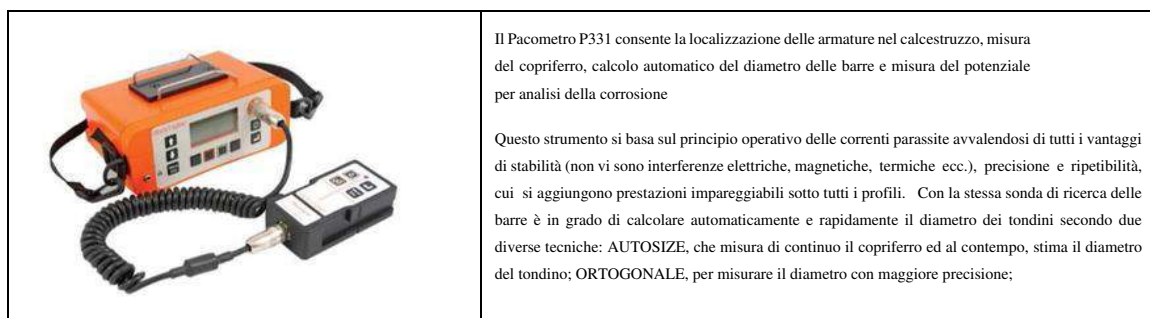 Il Pacometro P331 consente la localizzazione delle armature nel calcestruzzo, misura
del copriferro, calcolo automatico del diametro delle barre e misura del potenziale
per analisi della corrosione
Questo strumento si basa sul principio operativo delle correnti parassite avvalendosi di tutti i vantaggi
di stabilità (non vi sono interferenze elettriche, magnetiche, termiche ecc.), precisione e ripetibilità,
cui si aggiungono prestazioni impareggiabili sotto tutti i profili. Con la stessa sonda di ricerca delle
barre è in grado di calcolare automaticamente e rapidamente il diametro dei tondini secondo due
diverse tecniche: AUTOSIZE, che misura di continuo il copriferro ed al contempo, stima il diametro
del tondino; ORTOGONALE, per misurare il diametro con maggiore precisione;